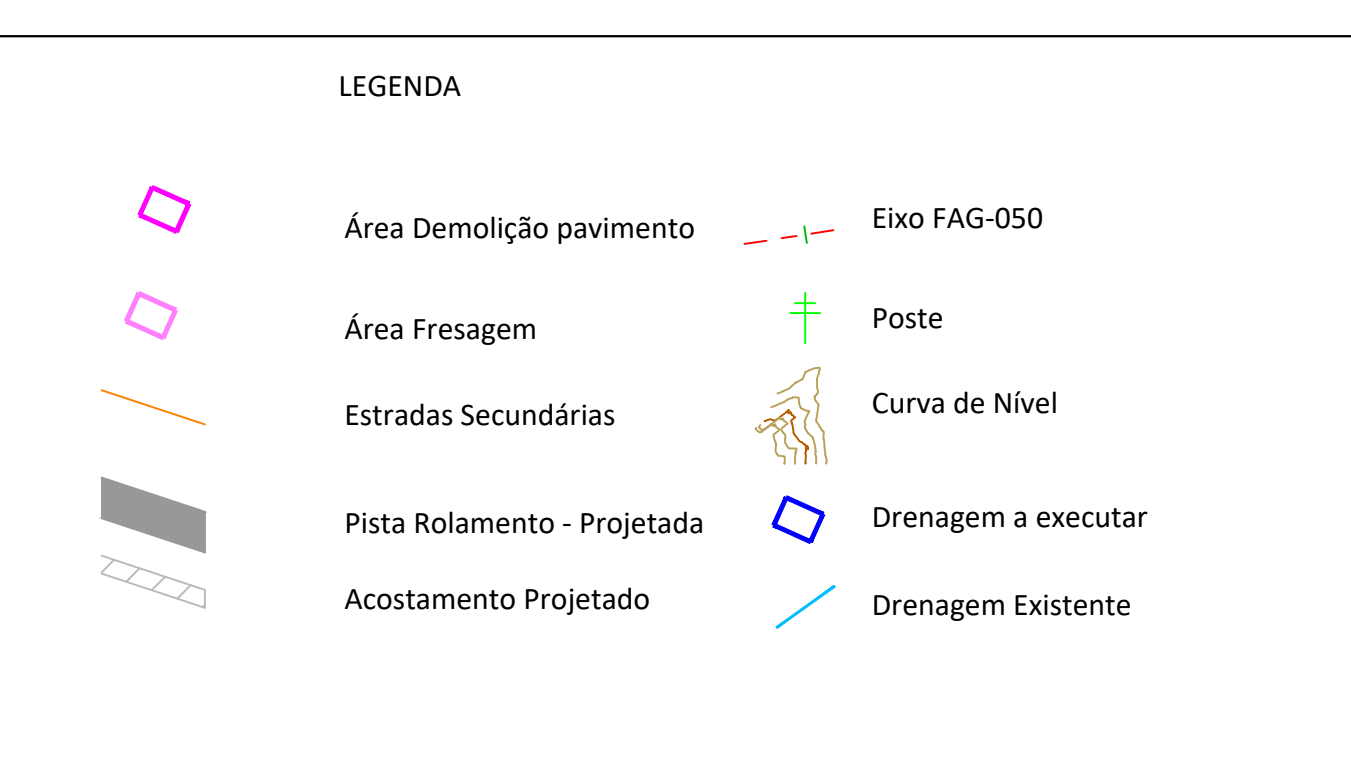 LEGENDA
Área Demolição pavimento
Área Fresagem
Estradas Secundárias
Pista Rolamento - Projetada
Acostamento Projetado
Eixo FAG-050
Poste
Curva de Nível
Drenagem a executar
Drenagem Existente